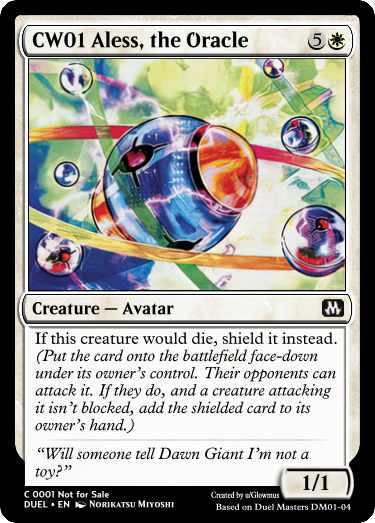 CW01 Aless, the Oracle 5
Creature — Avatar
If this creature would die, shield it instead.
(Put the card onto the battlefield face-down
under its owner's control. Their opponents can
attack it. If they do, and a creature attacking
it isn't blocked, add the shielded card to its
owner's hand.)
"Will someone tell Dawn Giant I'm not a
toy?"
1/1
C 0001 Not for Sale
DUEL • EN NORIKATSU MIYOSHI
Created by u/Glowmus
Based on Duel Masters DM01-04